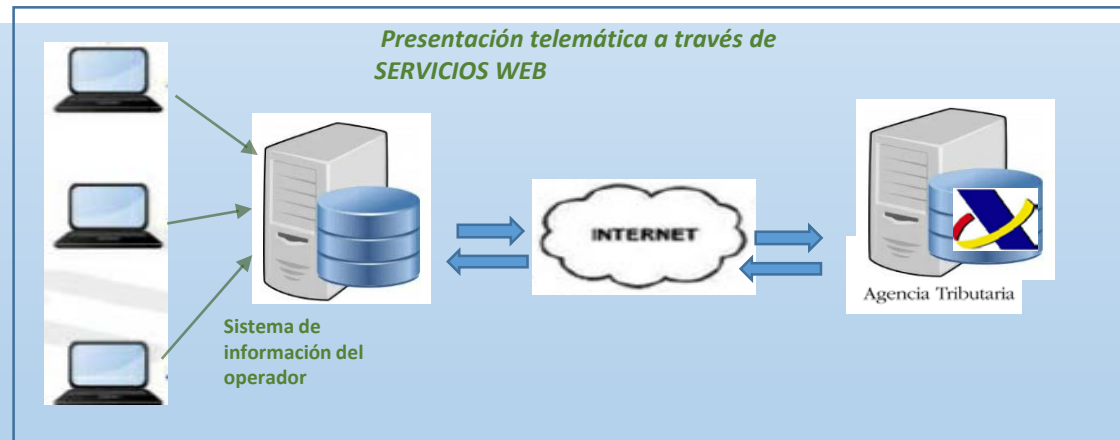 Presentación telemática a través de
SERVICIOS WEB
INTERNET
Agencia Tributaria
Sistema de
información del
operador